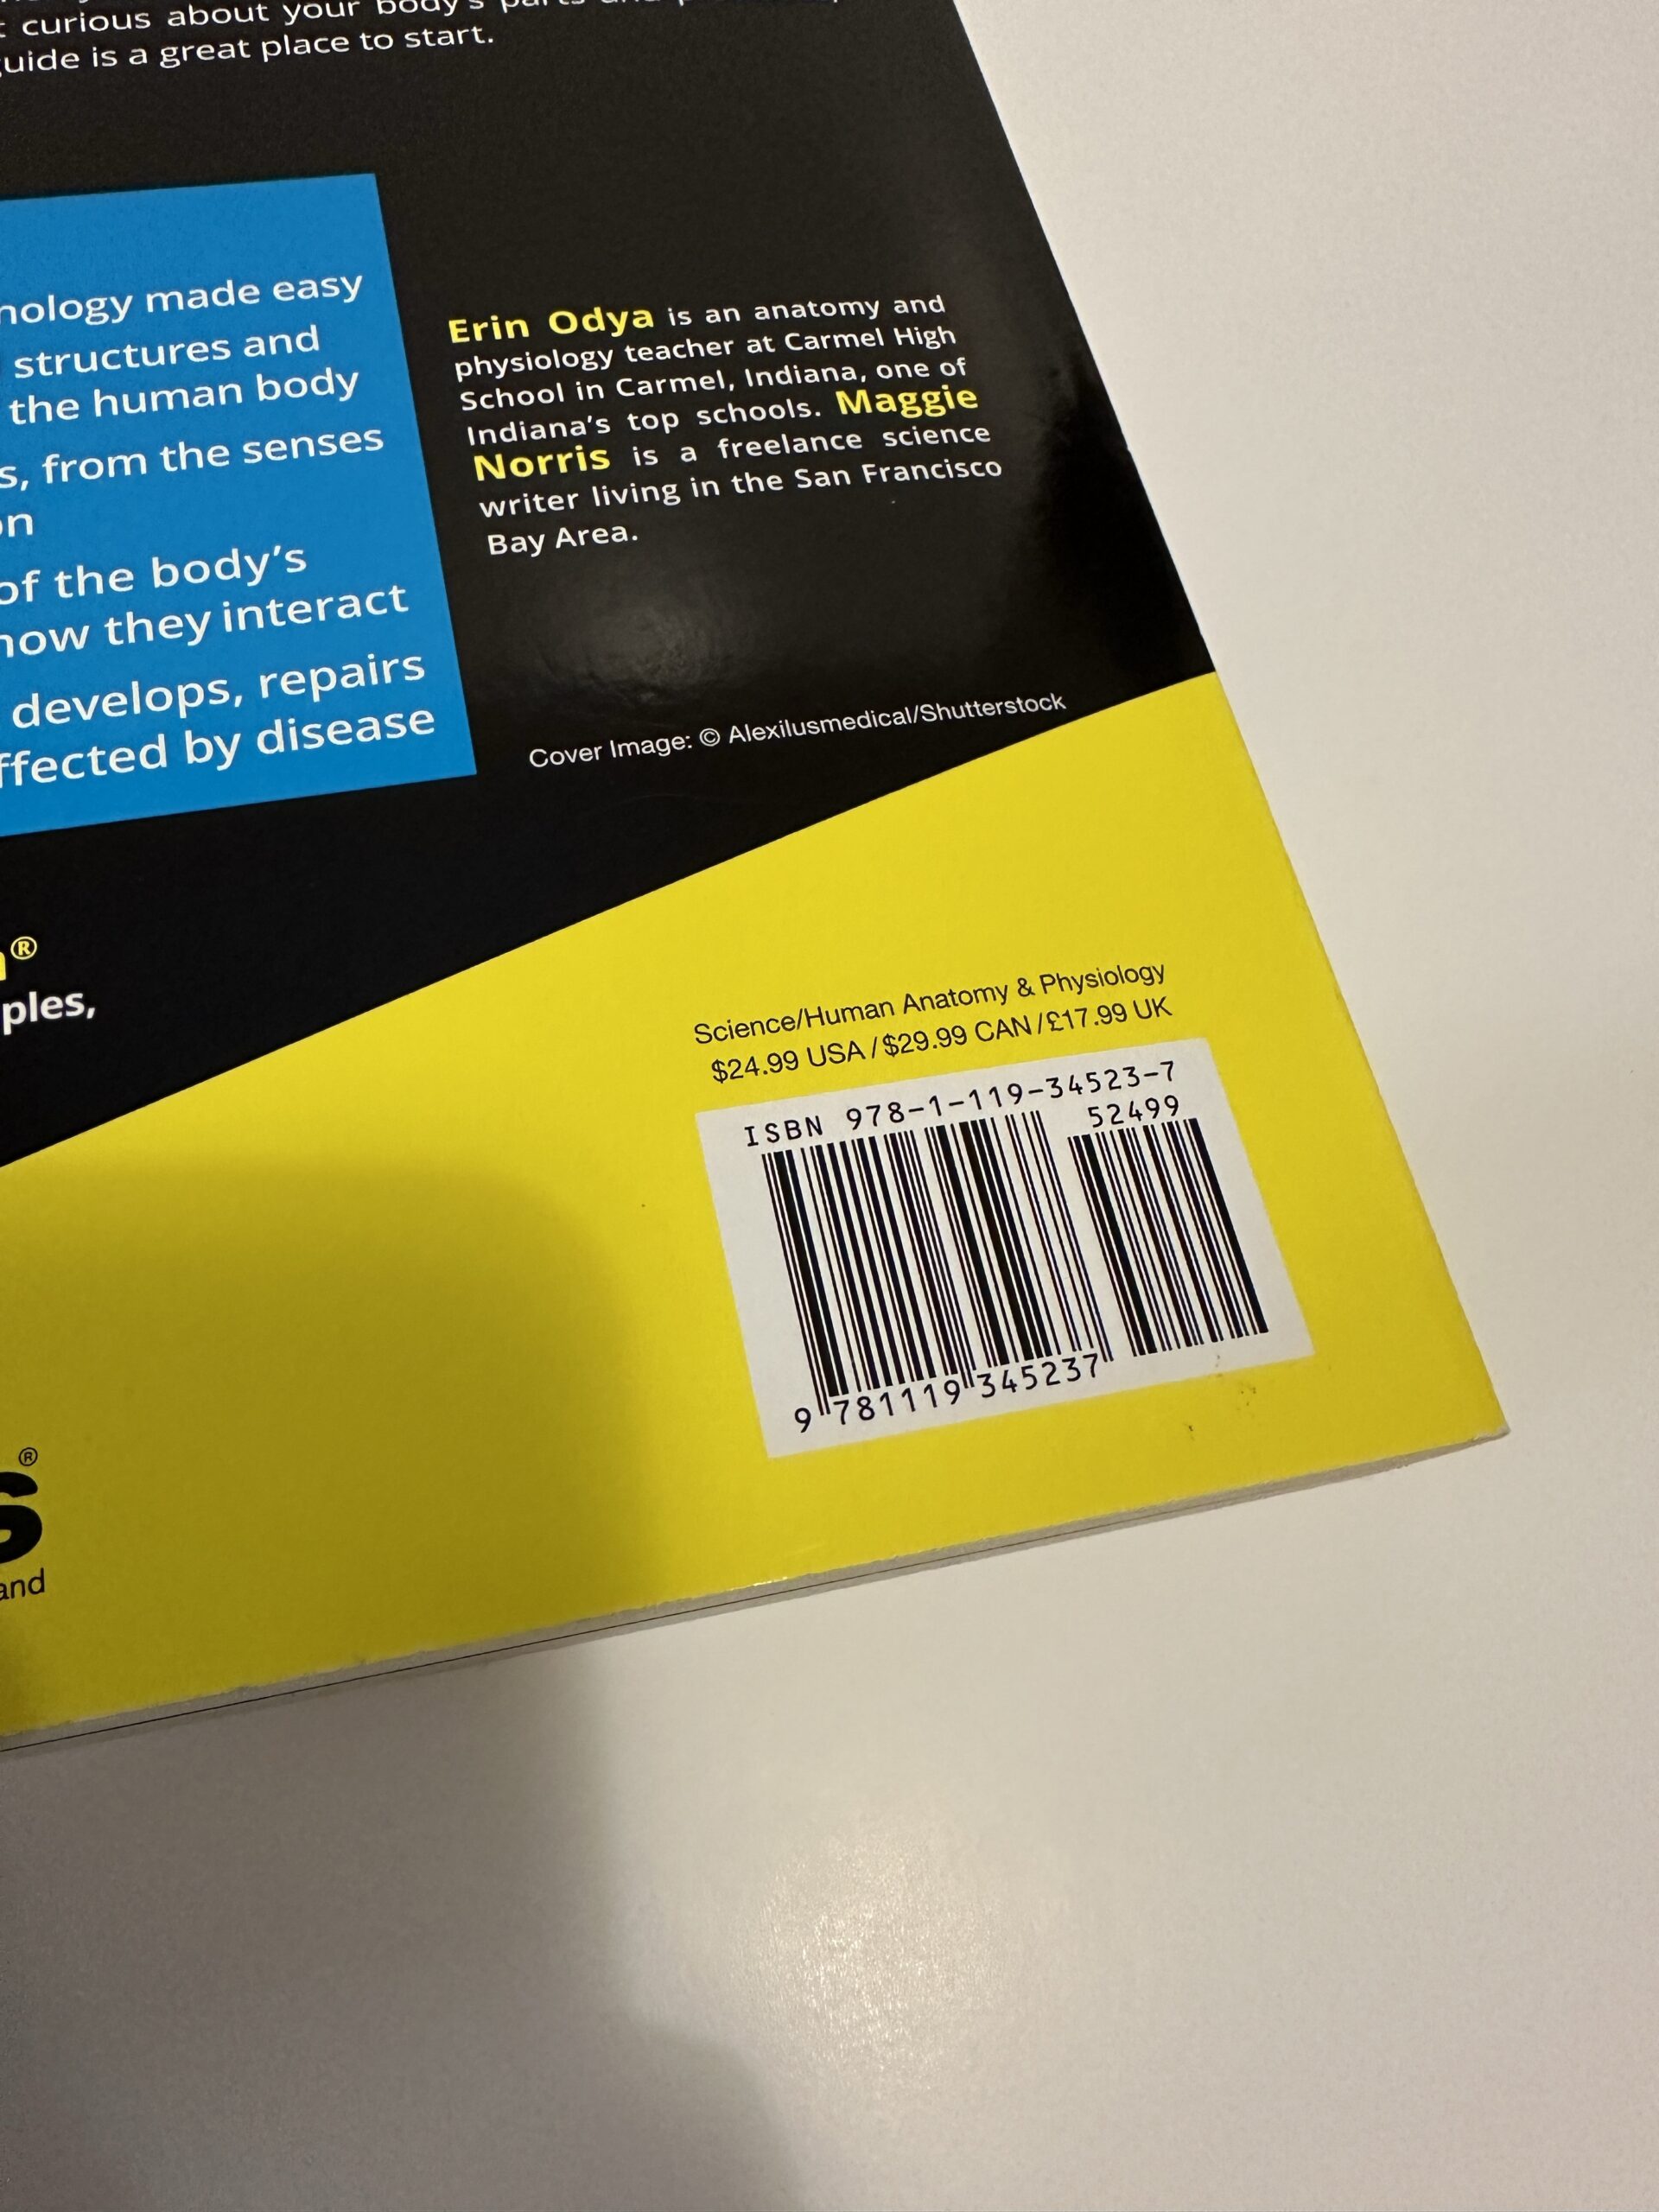 curious about your body's
guide is a great place to start.
made easy
structures and
the human body
from the senses
of the body's
how they interact
develops, repairs
by disease
Erin Odya is an anatomy and
physiology teacher at Carmel High
School in Carmel, Indiana, one of
Indiana's top schools. Maggie
Norris is a freelance science
writer living in the San Francisco
Bay Area.
Cover Image: © Alexilusmedical/Shutterstock
®
ples,
Science/Human Anatomy & Physiology
$24.99 USA/$29.99 CAN/£17.99 UK
ISBN 978-1-119-34523-7
52499
9 781119 345237
s®
and